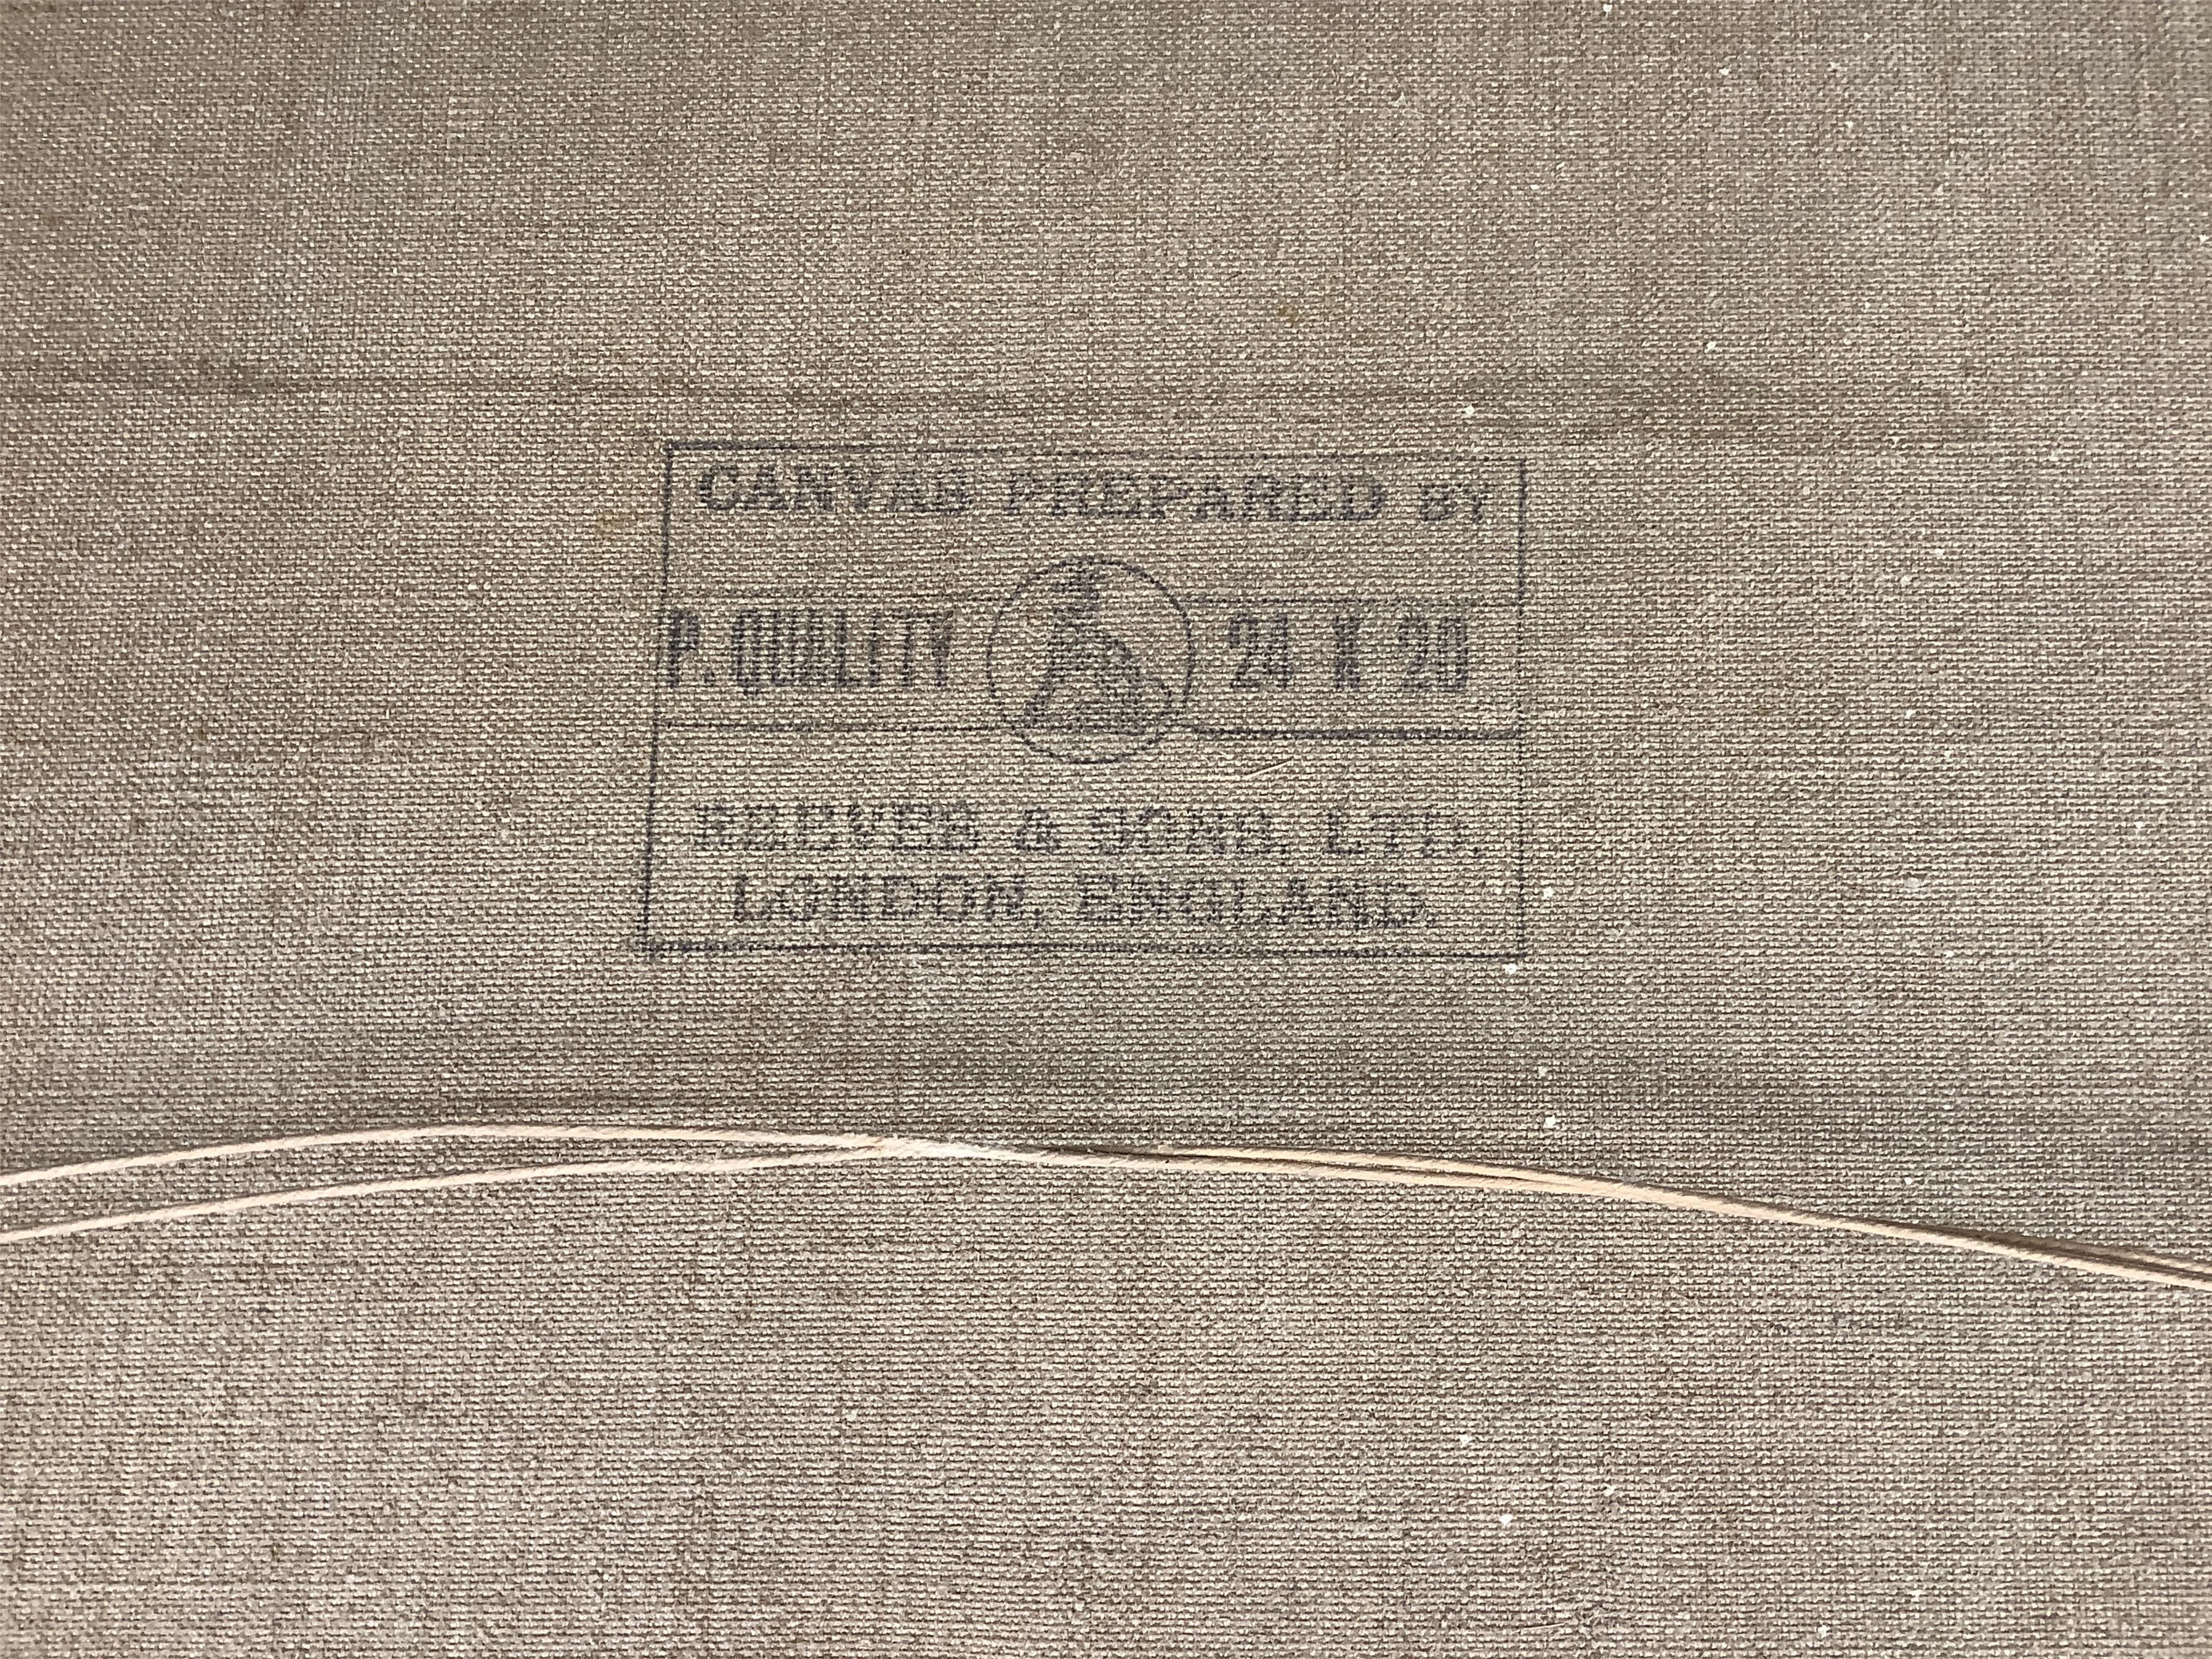 CANVAS PREPARED BY
P. QUALITY 24 X 20
REEVES & SONS, LTD.
LONDON, ENGLAND.